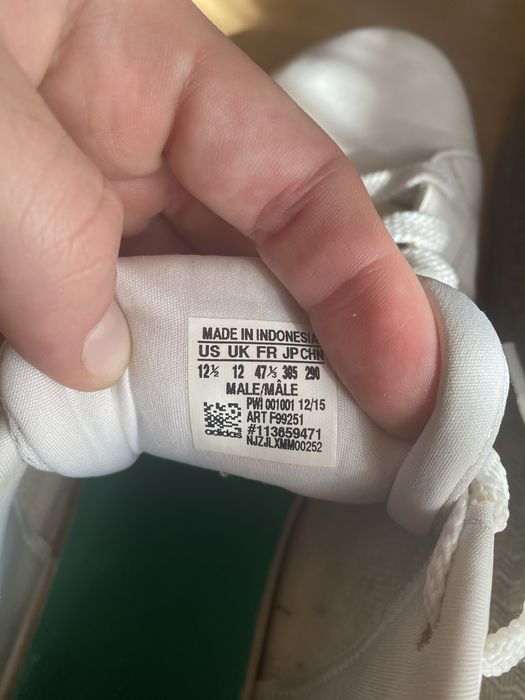 MADE IN INDONESIA
US UK FR JP CHN
12½ 12 47⅓ 305 290
MALE/MÂLE
PWI 001001 12/15
ART F99251
adidas #113659471
NJZJLXMM00252